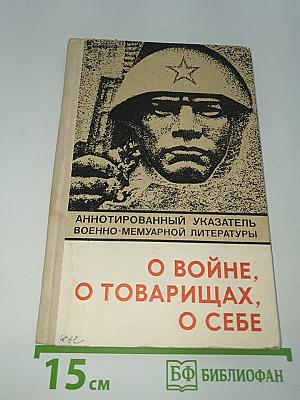 АННОТИРОВАННЫЙ УКАЗАТЕЛЬ
ВОЕННО-МЕМУАРНОЙ ЛИТЕРАТУРЫ
О ВОЙНЕ,
О ТОВАРИЩАХ,
О СЕБЕ
15 см
БФ БИБЛИОФАН